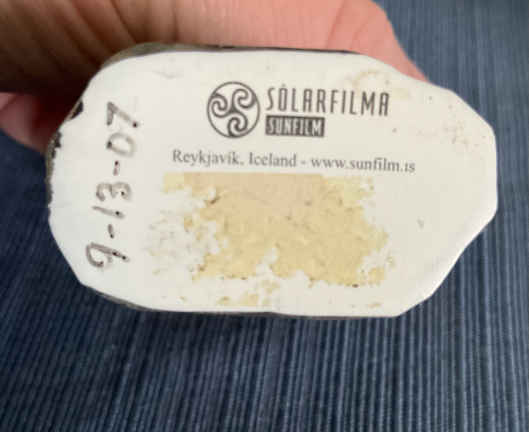 SÓLARFILMA
SUNFILM
Reykjavík, Iceland - www.sunfilm.is
9-13-07